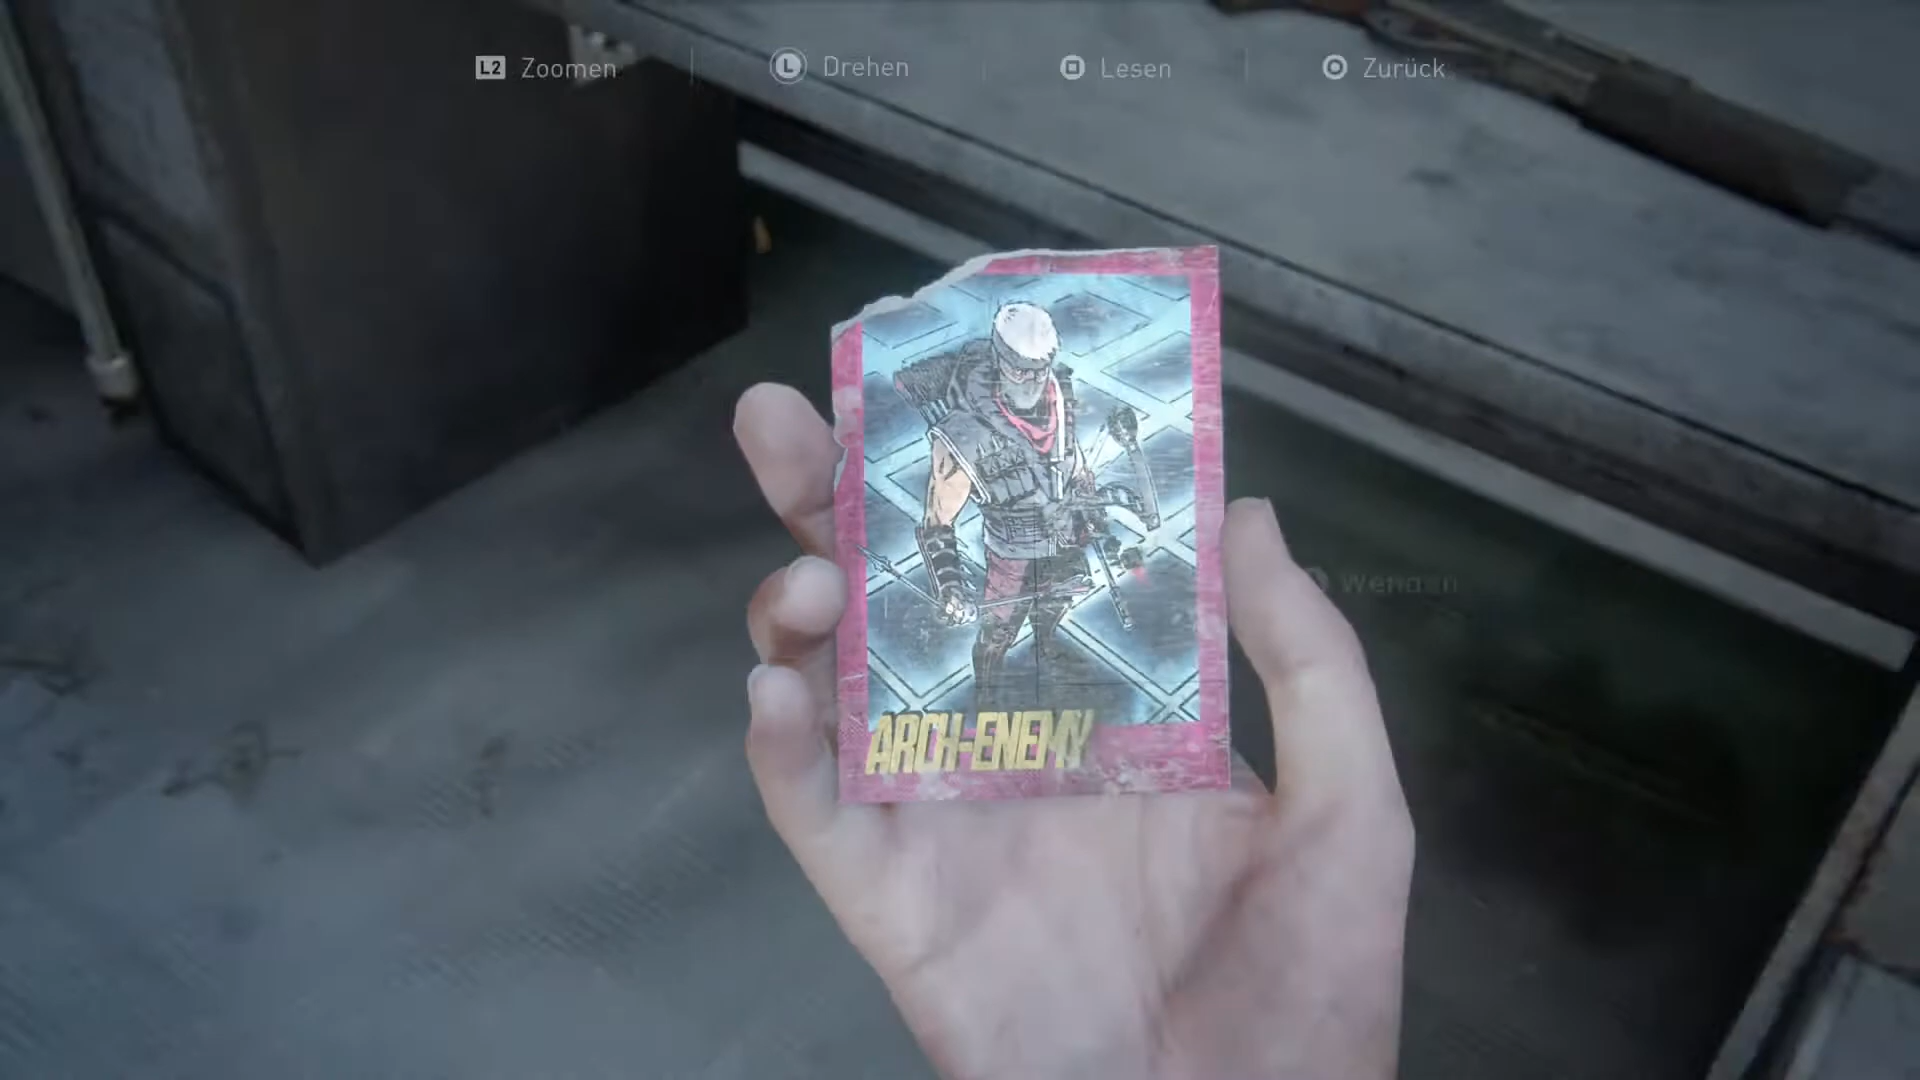 L2 Zoomen
L Drehen
Lesen
Zurück
Wenden
ARCH-ENEMY